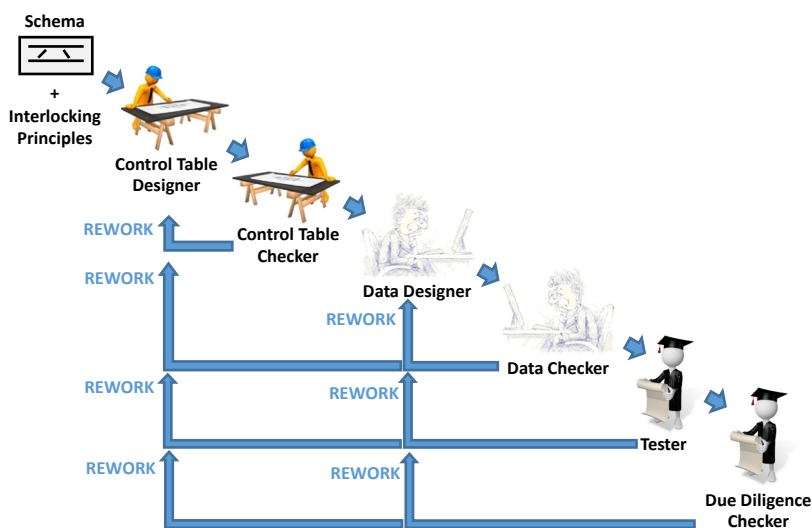 Schema
+
Interlocking
Principles
Control Table
Designer
REWORK
Control Table
Checker
REWORK
Data Designer
REWORK
Data Checker
REWORK
Tester
REWORK
REWORK
Due Diligence
Checker